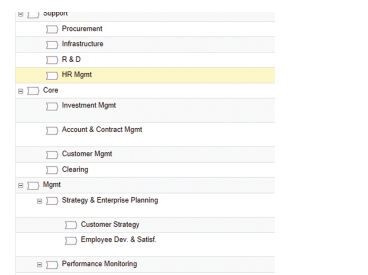 Support
Procurement
Infrastructure
R & D
HR Mgmt
Core
Investment Mgmt
Account & Contract Mgmt
Customer Mgmt
Clearing
Mgmt
Strategy & Enterprise Planning
Customer Strategy
Employee Dev. & Satisf.
Performance Monitoring